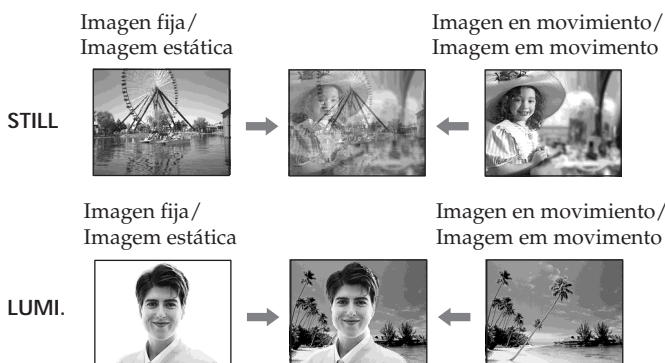 Imagen fija/
Imagem estática
Imagen en movimiento/
Imagem em movimento
STILL
Imagen fija/
Imagem estática
Imagen en movimiento/
Imagem em movimento
LUMI.